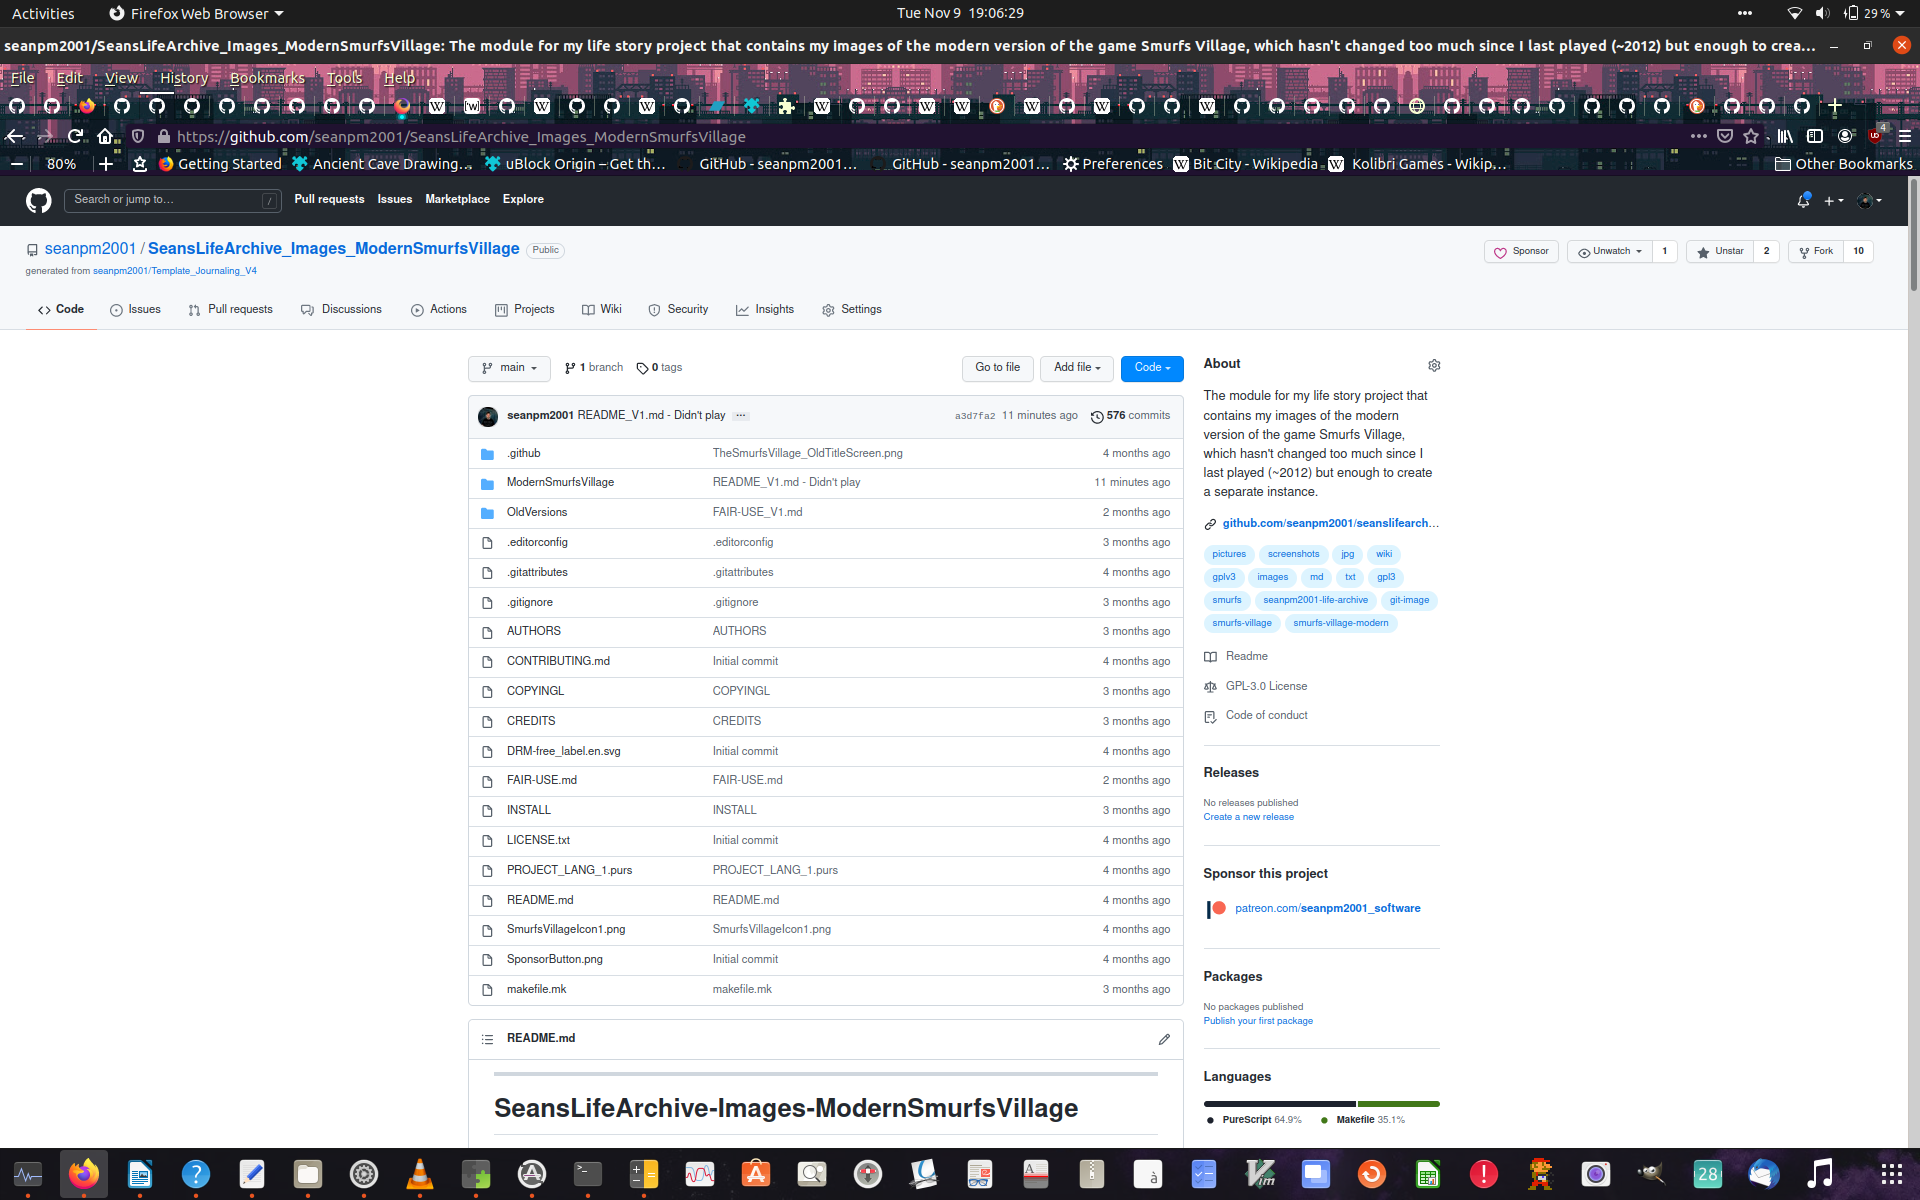 Activities
Firefox Web Browser
Tue Nov 9 19:06:29
29 %
seanpm2001/SeansLifeArchive_Images_ModernSmurfsVillage: The module for my life story project that contains my images of the modern version of the game Smurfs Village, which hasn't changed too much since I last played (~2012) but enough to crea...
File Edit View History Bookmarks Tools Help
https://github.com/seanpm2001/SeansLifeArchive_Images_ModernSmurfsVillage
4
80%
Getting Started
Ancient Cave Drawing...
uBlock Origin – Get th...
GitHub - seanpm2001...
GitHub - seanpm2001...
Preferences
Bit City - Wikipedia
Kolibri Games - Wikip...
Other Bookmarks
Search or jump to...
/
Pull requests Issues Marketplace Explore
seanpm2001 / SeansLifeArchive_Images_ModernSmurfsVillage Public
generated from seanpm2001/Template_Journaling_V4
Sponsor
Unwatch 1
Unstar 2
Fork 10
Code
Issues
Pull requests
Discussions
Actions
Projects
Wiki
Security
Insights
Settings
main
1 branch
0 tags
Go to file
Add file
Code
seanpm2001 README_V1.md - Didn't play ...
a3d7fa2 11 minutes ago
576 commits
.github TheSmurfsVillage_OldTitleScreen.png 4 months ago
ModernSmurfsVillage README_V1.md - Didn't play 11 minutes ago
OldVersions FAIR-USE_V1.md 2 months ago
.editorconfig .editorconfig 3 months ago
.gitattributes .gitattributes 4 months ago
.gitignore .gitignore 3 months ago
AUTHORS AUTHORS 3 months ago
CONTRIBUTING.md Initial commit 4 months ago
COPYINGL COPYINGL 3 months ago
CREDITS CREDITS 3 months ago
DRM-free_label.en.svg Initial commit 4 months ago
FAIR-USE.md FAIR-USE.md 2 months ago
INSTALL INSTALL 3 months ago
LICENSE.txt Initial commit 4 months ago
PROJECT_LANG_1.purs PROJECT_LANG_1.purs 4 months ago
README.md README.md 4 months ago
SmurfsVillageIcon1.png SmurfsVillageIcon1.png 4 months ago
SponsorButton.png Initial commit 4 months ago
makefile.mk makefile.mk 3 months ago
README.md
SeansLifeArchive-Images-ModernSmurfsVillage
About
The module for my life story project that
contains my images of the modern
version of the game Smurfs Village,
which hasn't changed too much since I
last played (~2012) but enough to create
a separate instance.
github.com/seanpm2001/seanslifearch...
pictures screenshots jpg wiki
gplv3 images md txt gpl3
smurfs seanpm2001-life-archive git-image
smurfs-village smurfs-village-modern
Readme
GPL-3.0 License
Code of conduct
Releases
No releases published
Create a new release
Sponsor this project
patreon.com/seanpm2001_software
Packages
No packages published
Publish your first package
Languages
PureScript 64.9%
Makefile 35.1%
28